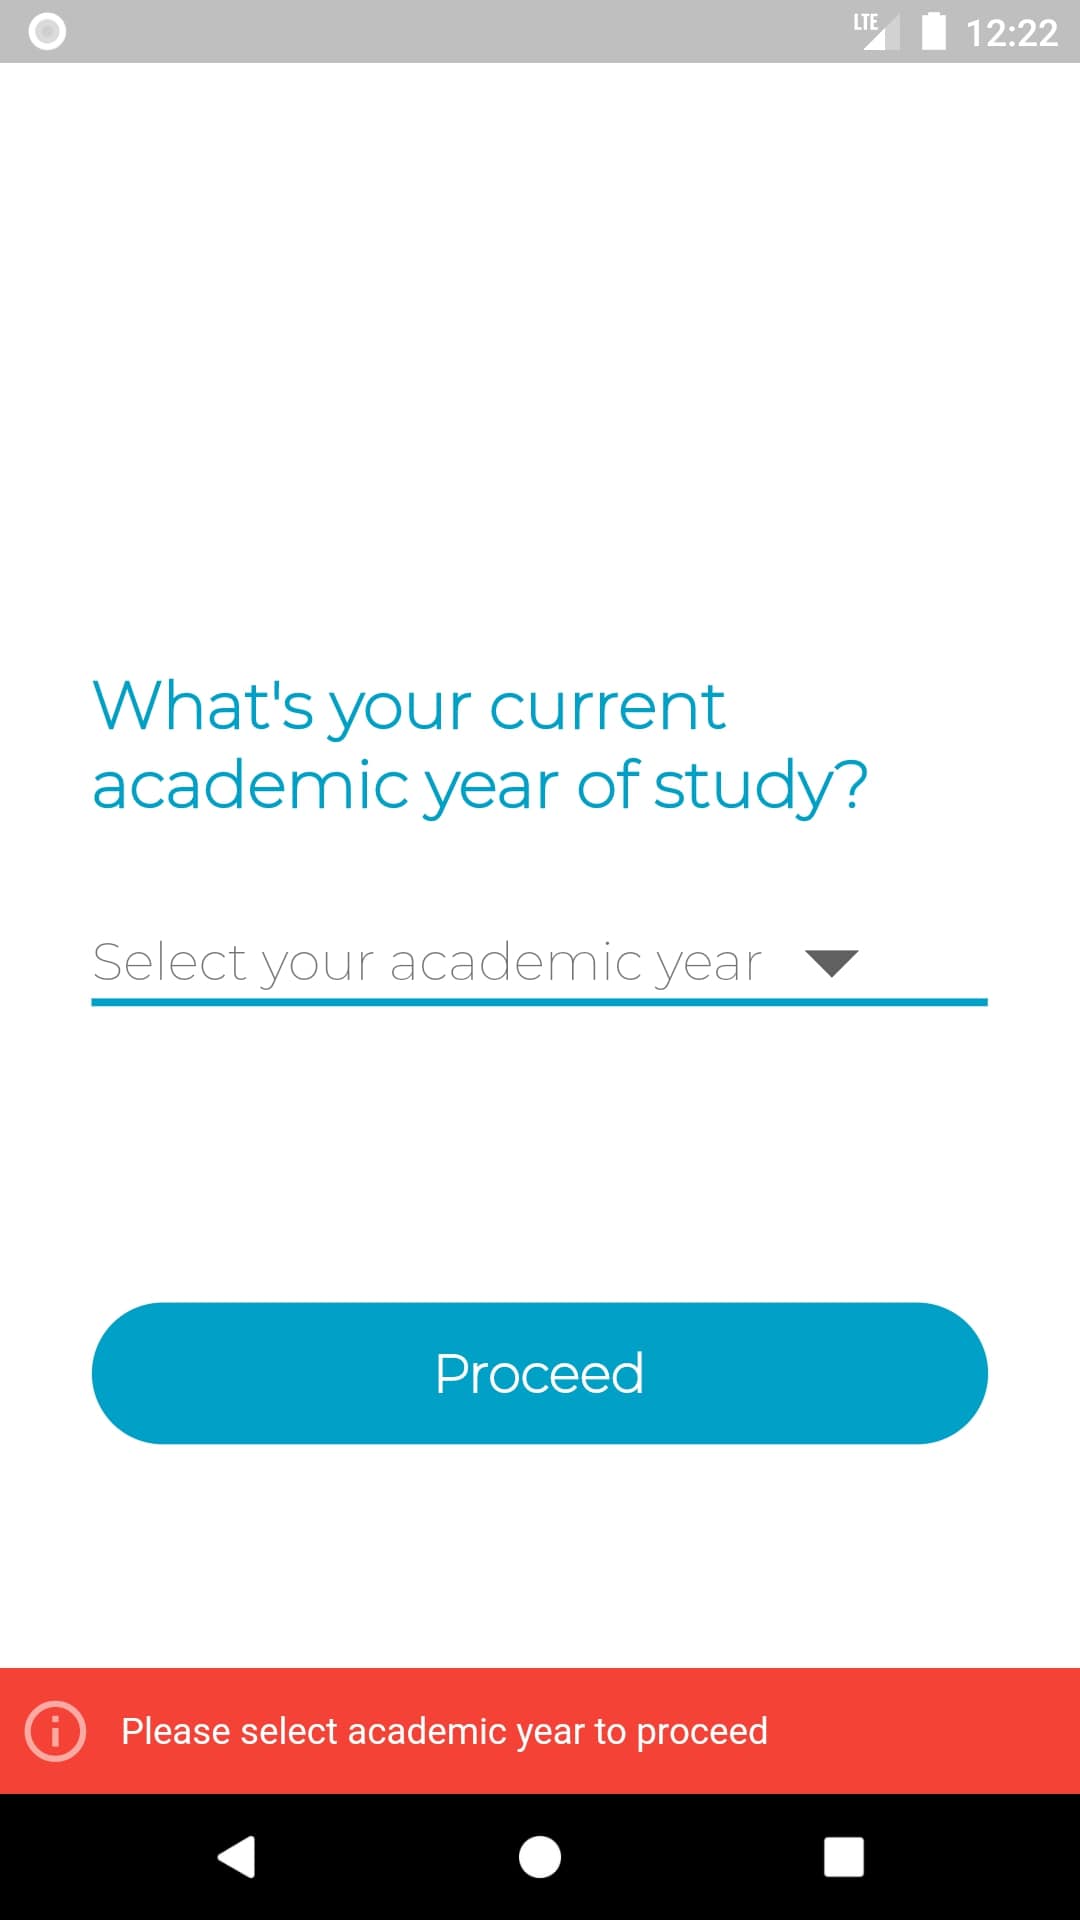 LTE 12:22
What's your current
academic year of study?
Select your academic year
Proceed
Please select academic year to proceed